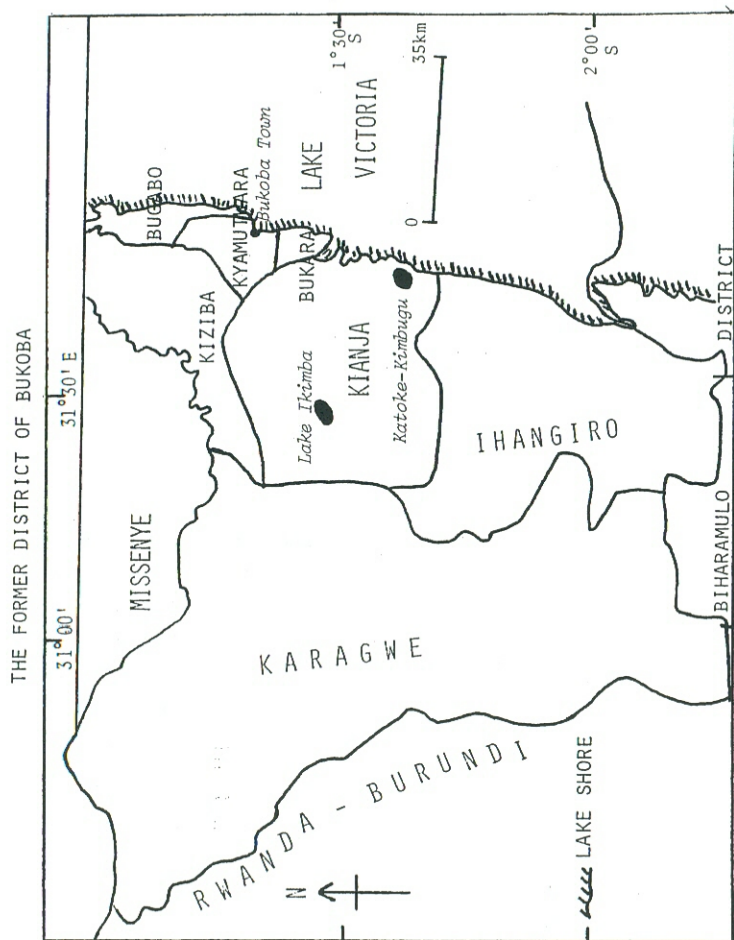 THE FORMER DISTRICT OF BUKOBA
31°00'
31°30'E
MISSENYE
KIZIBA
BUGABO
KYAMUTWARA
Bukoba Town
BUKARA
LAKE
VICTORIA
1°30
S
Lake Ikimba
KIANJA
Katoke-Kimbugu
KARAGWE
IHANGIRO
RWANDA - BURUNDI
0
35km
2°00
S
N
LAKE SHORE
BIHARAMULO
DISTRICT